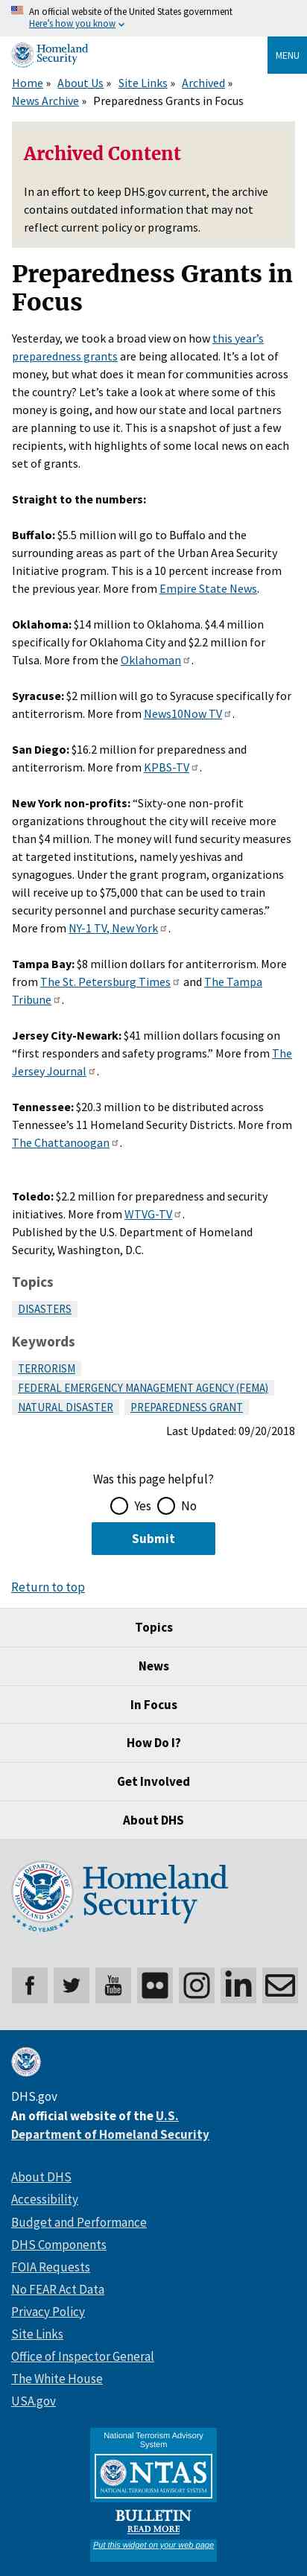 An official website of the United States government
Here's how you know
Homeland
Security
MENU
Home » About Us » Site Links » Archived »
News Archive » Preparedness Grants in Focus
Archived Content
In an effort to keep DHS.gov current, the archive
contains outdated information that may not
reflect current policy or programs.
Preparedness Grants in
Focus
Yesterday, we took a broad view on how this year's
preparedness grants are being allocated. It's a lot of
money, but what does it mean for communities across
the country? Let's take a look at where some of this
money is going, and how our state and local partners
are planning to use it. This is a snapshot of just a few
recipients, with highlights of some local news on each
set of grants.
Straight to the numbers:
Buffalo: $5.5 million will go to Buffalo and the
surrounding areas as part of the Urban Area Security
Initiative program. This is a 10 percent increase from
the previous year. More from Empire State News.
Oklahoma: $14 million to Oklahoma. $4.4 million
specifically for Oklahoma City and $2.2 million for
Tulsa. More from the Oklahoman.
Syracuse: $2 million will go to Syracuse specifically for
antiterrorism. More from News10Now TV.
San Diego: $16.2 million for preparedness and
antiterrorism. More from KPBS-TV.
New York non-profits: "Sixty-one non-profit
organizations throughout the city will receive more
than $4 million. The money will fund security measures
at targeted institutions, namely yeshivas and
synagogues. Under the grant program, organizations
will receive up to $75,000 that can be used to train
security personnel and purchase security cameras."
More from NY-1 TV, New York.
Tampa Bay: $8 million dollars for antiterrorism. More
from The St. Petersburg Times and The Tampa
Tribune.
Jersey City-Newark: $41 million dollars focusing on
"first responders and safety programs." More from The
Jersey Journal.
Tennessee: $20.3 million to be distributed across
Tennessee's 11 Homeland Security Districts. More from
The Chattanoogan.
Toledo: $2.2 million for preparedness and security
initiatives. More from WTVG-TV.
Published by the U.S. Department of Homeland
Security, Washington, D.C.
Topics
DISASTERS
Keywords
TERRORISM
FEDERAL EMERGENCY MANAGEMENT AGENCY (FEMA)
NATURAL DISASTER PREPAREDNESS GRANT
Last Updated: 09/20/2018
Was this page helpful?
Yes No
Submit
Return to top
Topics
News
In Focus
How Do I?
Get Involved
About DHS
Homeland
Security
20 YEARS
You
Tube
DHS.gov
An official website of the U.S.
Department of Homeland Security
About DHS
Accessibility
Budget and Performance
DHS Components
FOIA Requests
No FEAR Act Data
Privacy Policy
Site Links
Office of Inspector General
The White House
USA.gov
National Terrorism Advisory
System
NTAS
NATIONAL TERRORISM ADVISORY SYSTEM
BULLETIN
READ MORE
Put this widget on your web page